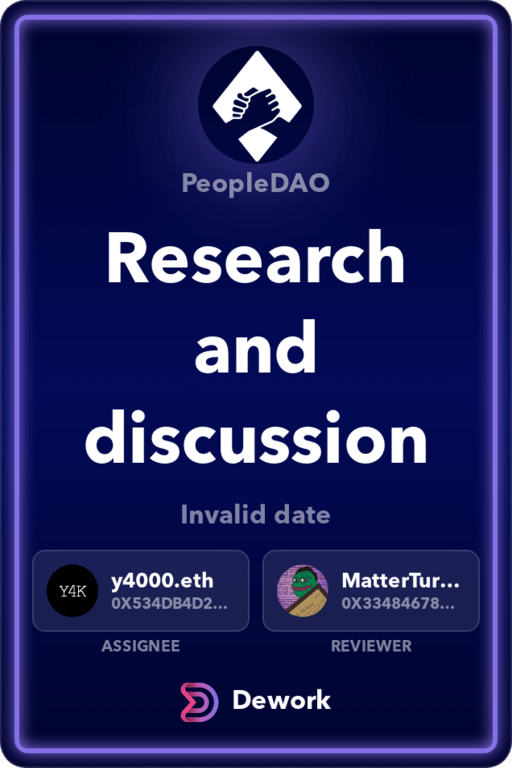 PeopleDAO
Research
and
discussion
Invalid date
Y4K
y4000.eth
0X534DB4D2...
MatterTur...
0X33484678...
ASSIGNEE
REVIEWER
Dework